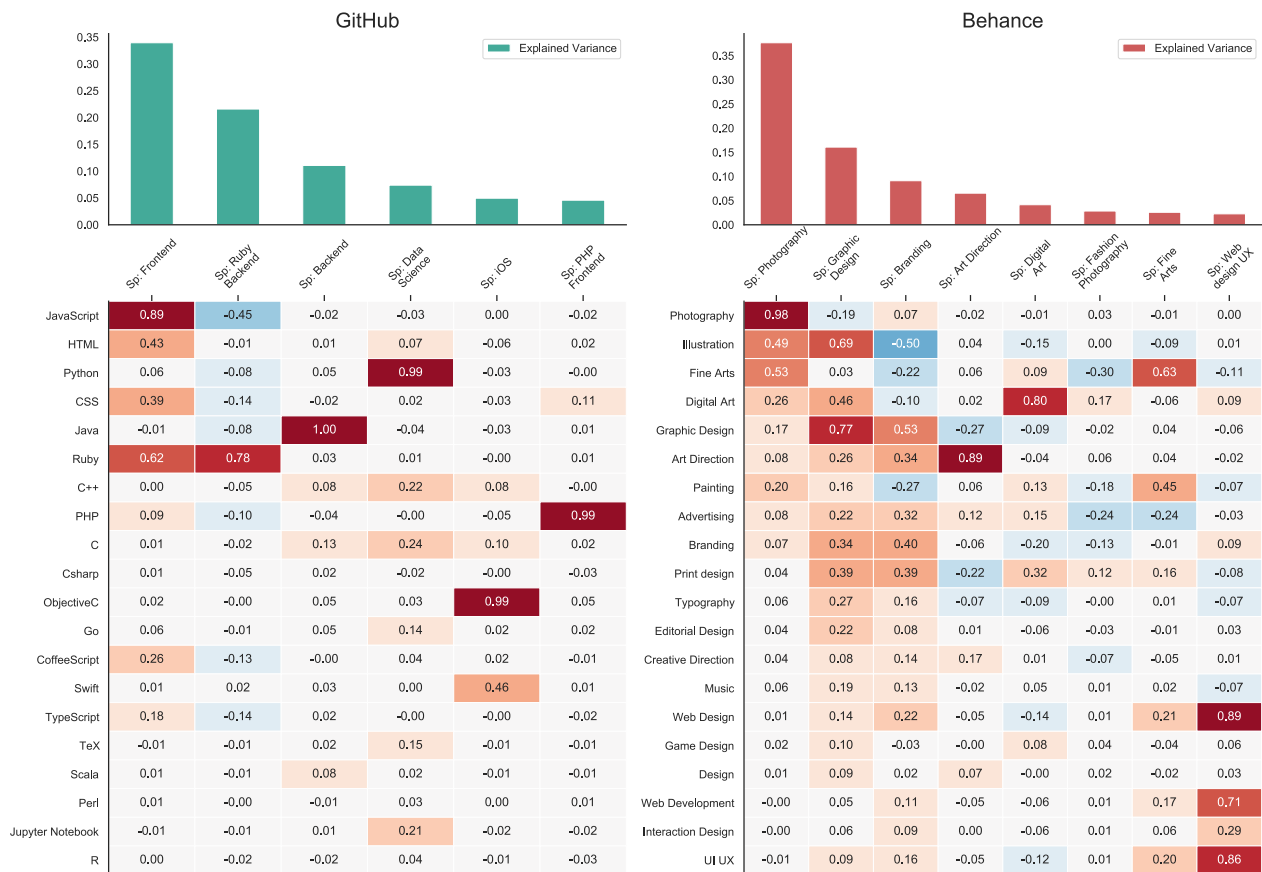 GitHub
Explained Variance
0.35
0.30
0.25
0.20
0.15
0.10
0.05
0.00
Sp: Frontend
Sp: Ruby
Backend
Sp: Backend
Sp: Data
Science
Sp: iOS
Sp: PHP
Frontend
JavaScript 0.89 -0.45 -0.02 -0.03 0.00 -0.02
HTML 0.43 -0.01 0.01 0.07 -0.06 0.02
Python 0.06 -0.08 0.05 0.99 -0.03 -0.00
CSS 0.39 -0.14 -0.02 0.02 -0.03 0.11
Java -0.01 -0.08 1.00 -0.04 -0.03 0.01
Ruby 0.62 0.78 0.03 0.01 -0.00 0.01
C++ 0.00 -0.05 0.08 0.22 0.08 -0.00
PHP 0.09 -0.10 -0.04 -0.00 -0.05 0.99
C 0.01 -0.02 0.13 0.24 0.10 0.02
Csharp 0.01 -0.05 0.02 -0.02 -0.00 -0.03
ObjectiveC 0.02 -0.00 0.05 0.03 0.99 0.05
Go 0.06 -0.01 0.05 0.14 0.02 0.02
CoffeeScript 0.26 -0.13 -0.00 0.04 0.02 -0.01
Swift 0.01 0.02 0.03 0.00 0.46 0.01
TypeScript 0.18 -0.14 0.02 -0.00 -0.00 -0.02
TeX -0.01 -0.01 0.02 0.15 -0.01 -0.01
Scala 0.01 -0.01 0.08 0.02 -0.01 -0.01
Perl 0.01 -0.00 -0.01 0.03 0.00 0.01
Jupyter Notebook -0.01 -0.01 0.01 0.21 -0.02 -0.02
R 0.00 -0.02 -0.02 0.04 -0.01 -0.03
Behance
Explained Variance
0.35
0.30
0.25
0.20
0.15
0.10
0.05
0.00
Sp: Photography
Sp: Graphic
Design
Sp: Branding
Sp: Art Direction
Sp: Digital
Art
Sp: Fashion
Photography
Sp: Fine
Arts
Sp: Web
design UX
Photography 0.98 -0.19 0.07 -0.02 -0.01 0.03 -0.01 0.00
Illustration 0.49 0.69 -0.50 0.04 -0.15 0.00 -0.09 0.01
Fine Arts 0.53 0.03 -0.22 0.06 0.09 -0.30 0.63 -0.11
Digital Art 0.26 0.46 -0.10 0.02 0.80 0.17 -0.06 0.09
Graphic Design 0.17 0.77 0.53 -0.27 -0.09 -0.02 0.04 -0.06
Art Direction 0.08 0.26 0.34 0.89 -0.04 0.06 0.04 -0.02
Painting 0.20 0.16 -0.27 0.06 0.13 -0.18 0.45 -0.07
Advertising 0.08 0.22 0.32 0.12 0.15 -0.24 -0.24 -0.03
Branding 0.07 0.34 0.40 -0.06 -0.20 -0.13 -0.01 0.09
Print design 0.04 0.39 0.39 -0.22 0.32 0.12 0.16 -0.08
Typography 0.06 0.27 0.16 -0.07 -0.09 -0.00 0.01 -0.07
Editorial Design 0.04 0.22 0.08 0.01 -0.06 -0.03 -0.01 0.03
Creative Direction 0.04 0.08 0.14 0.17 0.01 -0.07 -0.05 0.01
Music 0.06 0.19 0.13 -0.02 0.05 0.01 0.02 -0.07
Web Design 0.01 0.14 0.22 -0.05 -0.14 0.01 0.21 0.89
Game Design 0.02 0.10 -0.03 -0.00 0.08 0.04 -0.04 0.06
Design 0.01 0.09 0.02 0.07 -0.00 0.02 -0.02 0.03
Web Development -0.00 0.05 0.11 -0.05 -0.06 0.01 0.17 0.71
Interaction Design -0.00 0.06 0.09 0.00 -0.06 0.01 0.06 0.29
UI UX -0.01 0.09 0.16 -0.05 -0.12 0.01 0.20 0.86